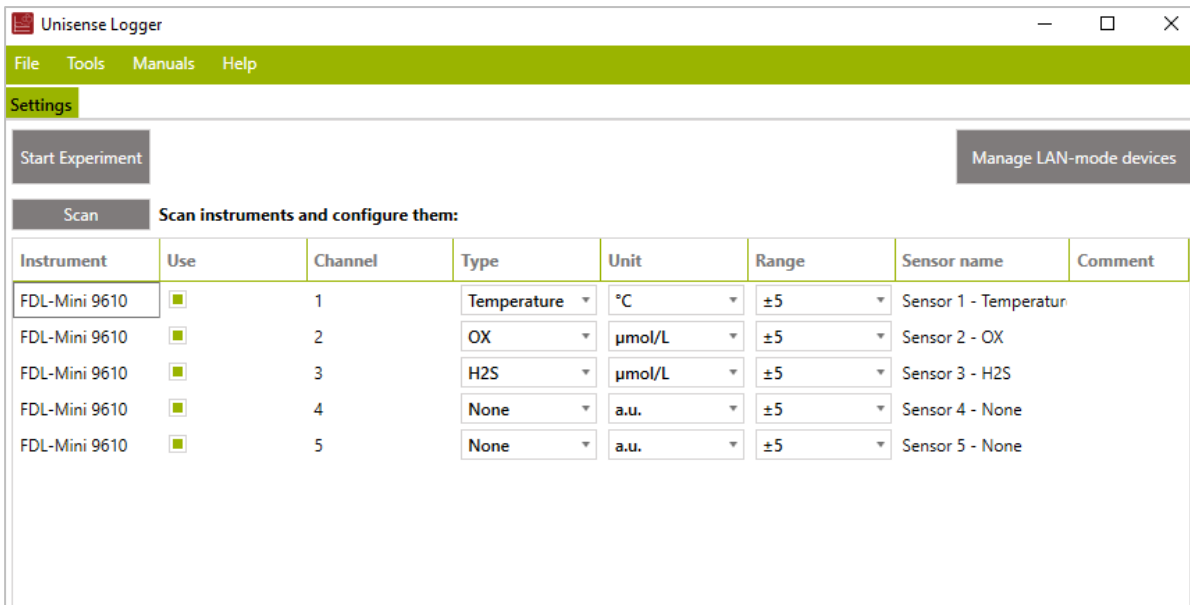 Unisense Logger
File Tools Manuals Help
Settings
Start Experiment Manage LAN-mode devices
Scan Scan instruments and configure them:
Instrument Use Channel Type Unit Range Sensor name Comment
FDL-Mini 9610 1 Temperature °C ±5 Sensor 1 - Temperatur
FDL-Mini 9610 2 OX µmol/L ±5 Sensor 2 - OX
FDL-Mini 9610 3 H2S µmol/L ±5 Sensor 3 - H2S
FDL-Mini 9610 4 None a.u. ±5 Sensor 4 - None
FDL-Mini 9610 5 None a.u. ±5 Sensor 5 - None